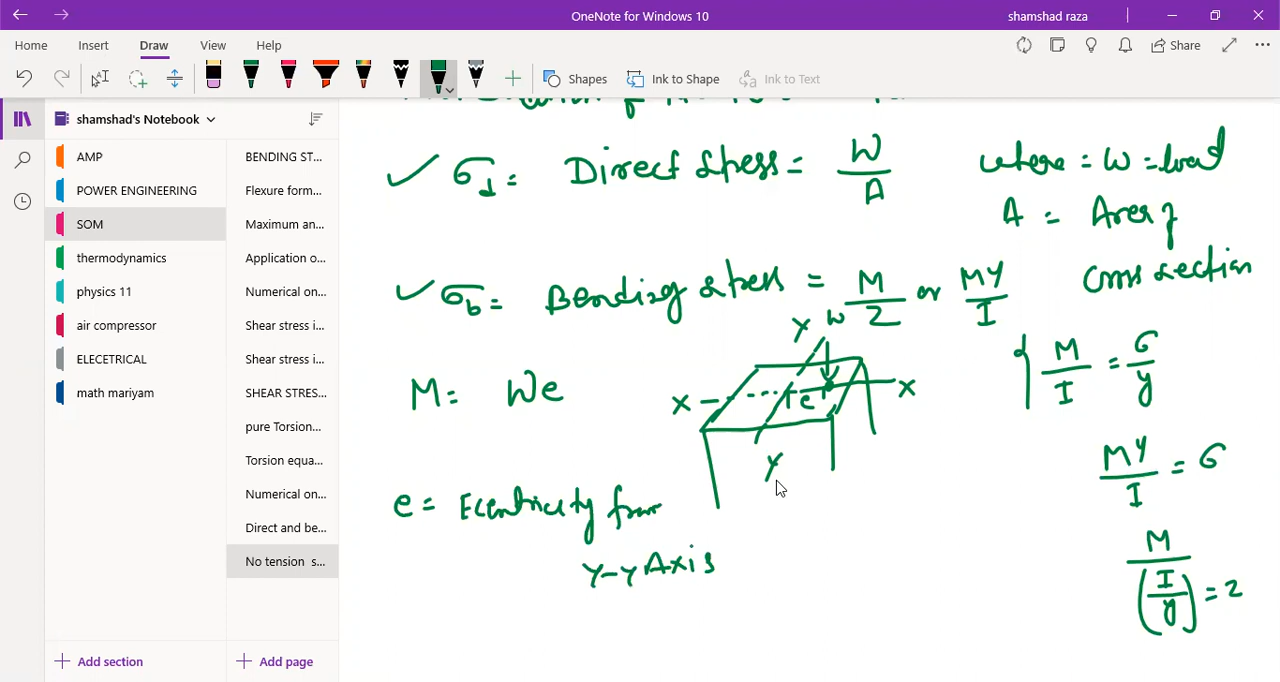 OneNote for Windows 10
shamshad raza
Home Insert Draw View Help
Share
Shapes
Ink to Shape
Ink to Text
shamshad's Notebook
AMP
POWER ENGINEERING
SOM
thermodynamics
physics 11
air compressor
ELECETRICAL
math mariyam
Add section
BENDING ST...
Flexure form...
Maximum an...
Application o...
Numerical on...
Shear stress i...
Shear stress i...
SHEAR STRES...
pure Torsion...
Torsion equa...
Numerical on...
Direct and be...
No tension s...
Add page
✓ σd = Direct stress = W/A
where = W = load
A = Area of
cross section
✓ σb = Bending stress = M/Z or MY/I
{ M/I = σ/y
M = We
Y W
X X
e
Y
MY/I = σ
e = Eccentricity from
Y-Y Axis
M/(I/y) = Z